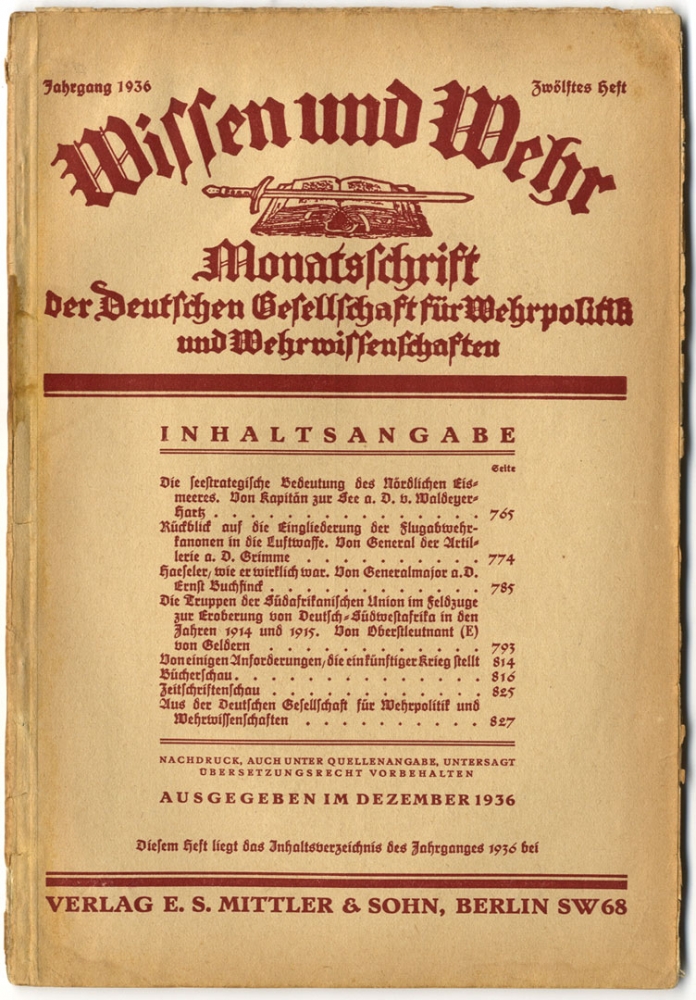 Jahrgang 1936
Zwölftes Heft
Wissen und Wehr
Monatsschrift
der Deutschen Gesellschaft für Wehrpolitik
und Wehrwissenschaften
INHALTSANGABE
Seite
Die seestrategische Bedeutung des Nördlichen Eis-
meeres. Von Kapitän zur See a. D. v. Waldeyer-
Hartz . . . . . . . . . . . . . . . 765
Rückblick auf die Eingliederung der Flugabwehr-
kanonen in die Luftwaffe. Von General der Artil-
lerie a. D. Grimme . . . . . . . . . . 774
Haeseler, wie er wirklich war. Von Generalmajor a. D.
Ernst Buchfinck . . . . . . . . . . . . 785
Die Truppen der Südafrikanischen Union im Feldzuge
zur Eroberung von Deutsch-Südwestafrika in den
Jahren 1914 und 1915. Von Oberstleutnant (E)
von Geldern . . . . . . . . . . . . 793
Von einigen Anforderungen, die ein künftiger Krieg stellt 814
Bücherschau . . . . . . . . . . . . . . 816
Zeitschriftenschau . . . . . . . . . . . . 825
Aus der Deutschen Gesellschaft für Wehrpolitik und
Wehrwissenschaften . . . . . . . . . . 827
NACHDRUCK, AUCH UNTER QUELLENANGABE, UNTERSAGT
ÜBERSETZUNGSRECHT VORBEHALTEN
AUSGEGEBEN IM DEZEMBER 1936
Diesem Heft liegt das Inhaltsverzeichnis des Jahrganges 1936 bei
VERLAG E. S. MITTLER & SOHN, BERLIN SW 68